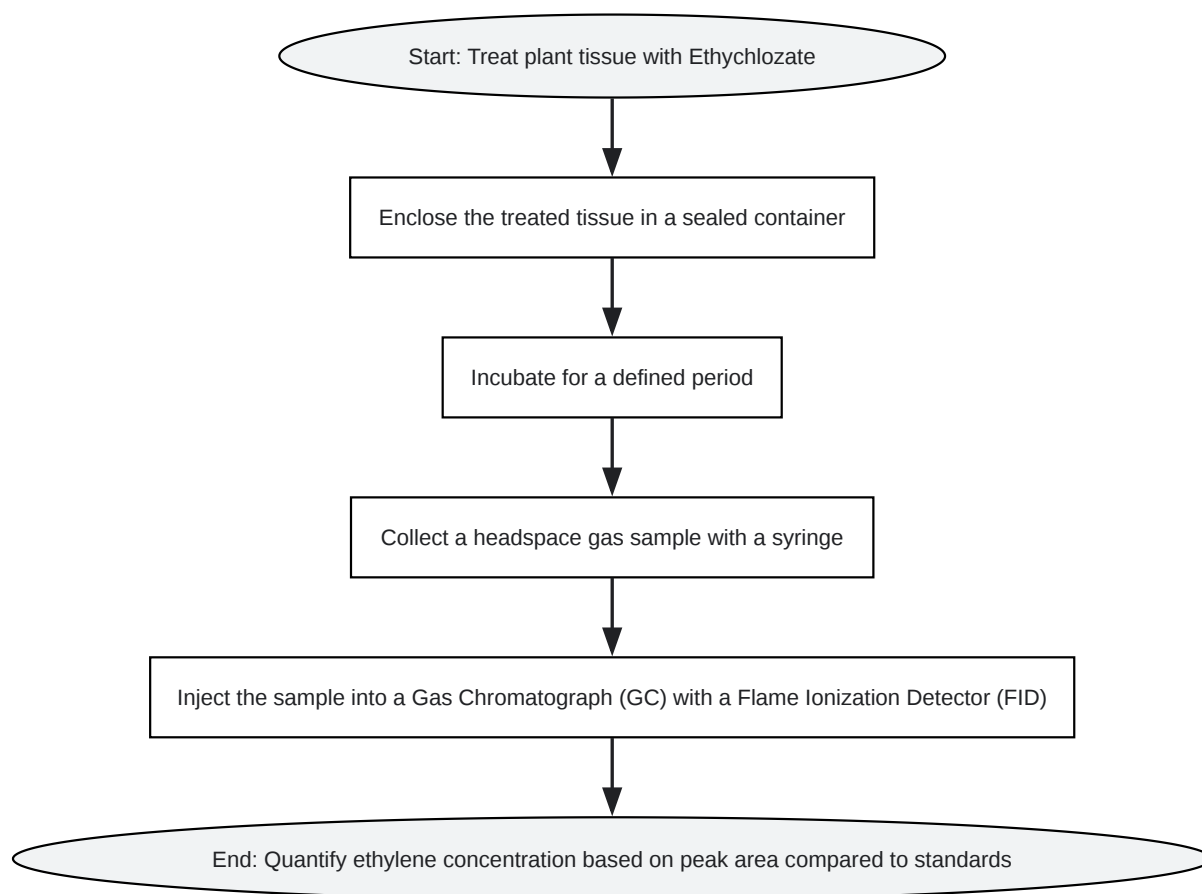 Start: Treat plant tissue with Ethychlozate
Enclose the treated tissue in a sealed container
Incubate for a defined period
Collect a headspace gas sample with a syringe
Inject the sample into a Gas Chromatograph (GC) with a Flame Ionization Detector (FID)
End: Quantify ethylene concentration based on peak area compared to standards